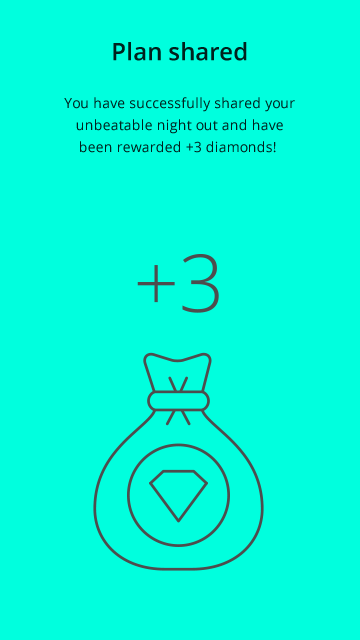 Plan shared
You have successfully shared your
unbeatable night out and have
been rewarded +3 diamonds!
+3